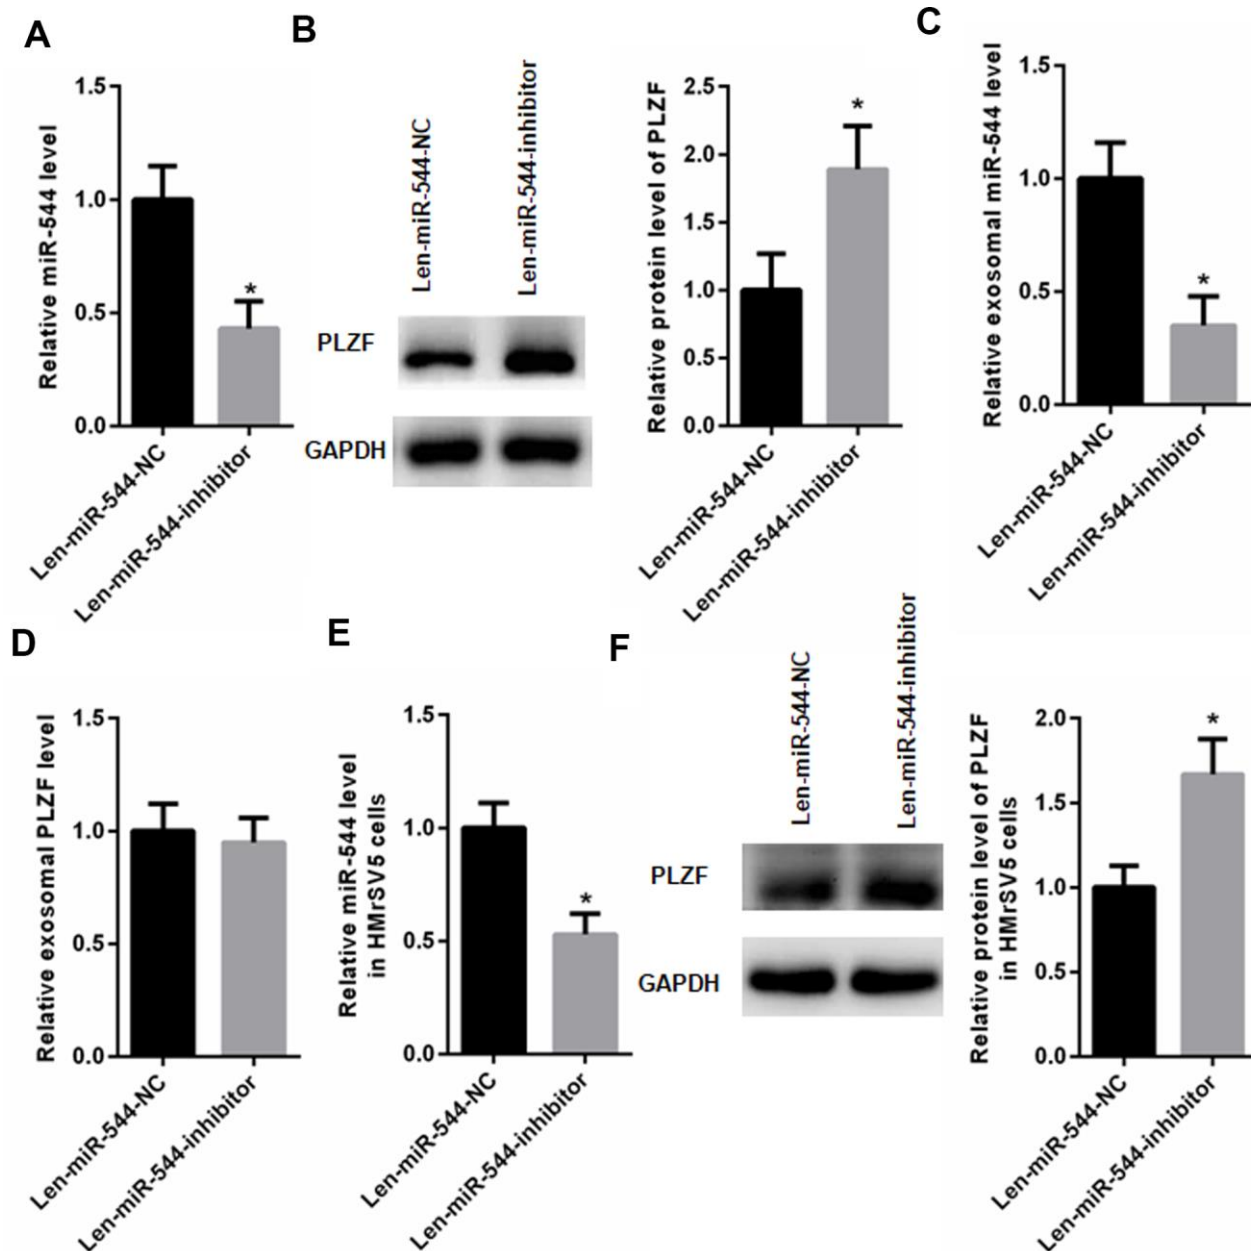 A
Relative miR-544 level
1.5
1.0
0.5
0.0
*
Len-miR-544-NC
Len-miR-544-inhibitor
B
Len-miR-544-NC
Len-miR-544-inhibitor
PLZF
GAPDH
Relative protein level of PLZF
2.5
2.0
1.5
1.0
0.5
0.0
*
Len-miR-544-NC
Len-miR-544-inhibitor
C
Relative exosomal miR-544 level
1.5
1.0
0.5
0.0
*
Len-miR-544-NC
Len-miR-544-inhibitor
D
Relative exosomal PLZF level
1.5
1.0
0.5
0.0
Len-miR-544-NC
Len-miR-544-inhibitor
E
Relative miR-544 level
in HMrSV5 cells
1.5
1.0
0.5
0.0
*
Len-miR-544-NC
Len-miR-544-inhibitor
F
Len-miR-544-NC
Len-miR-544-inhibitor
PLZF
GAPDH
Relative protein level of PLZF
in HMrSV5 cells
2.0
1.5
1.0
0.5
0.0
*
Len-miR-544-NC
Len-miR-544-inhibitor